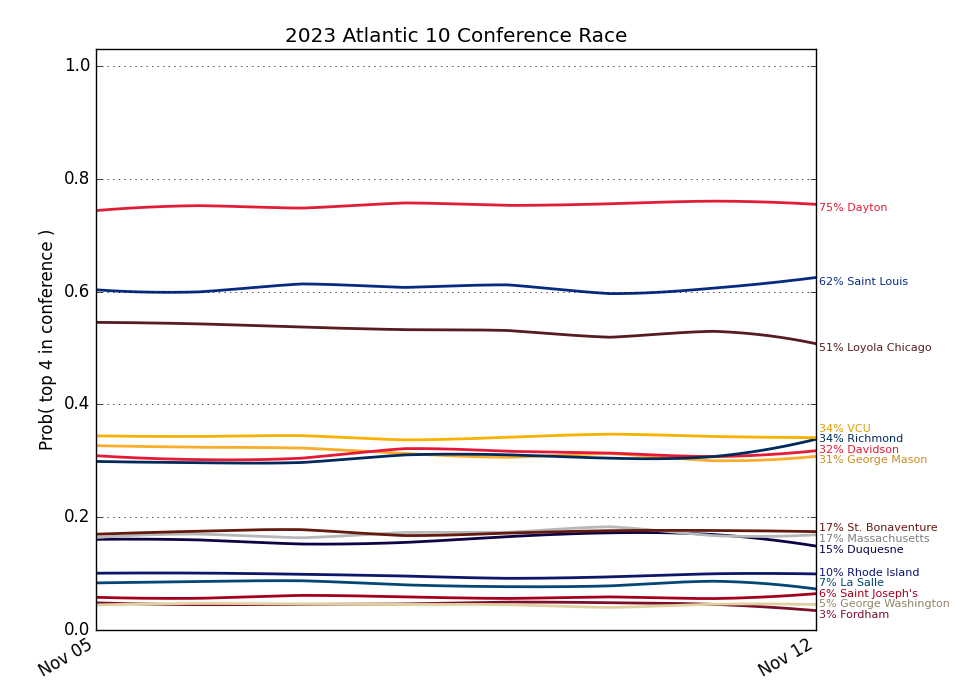 2023 Atlantic 10 Conference Race
Prob( top 4 in conference )
1.0
0.8
0.6
0.4
0.2
0.0
Nov 05
Nov 12
75% Dayton
62% Saint Louis
51% Loyola Chicago
34% VCU
34% Richmond
32% Davidson
31% George Mason
17% St. Bonaventure
17% Massachusetts
15% Duquesne
10% Rhode Island
7% La Salle
6% Saint Joseph's
5% George Washington
3% Fordham